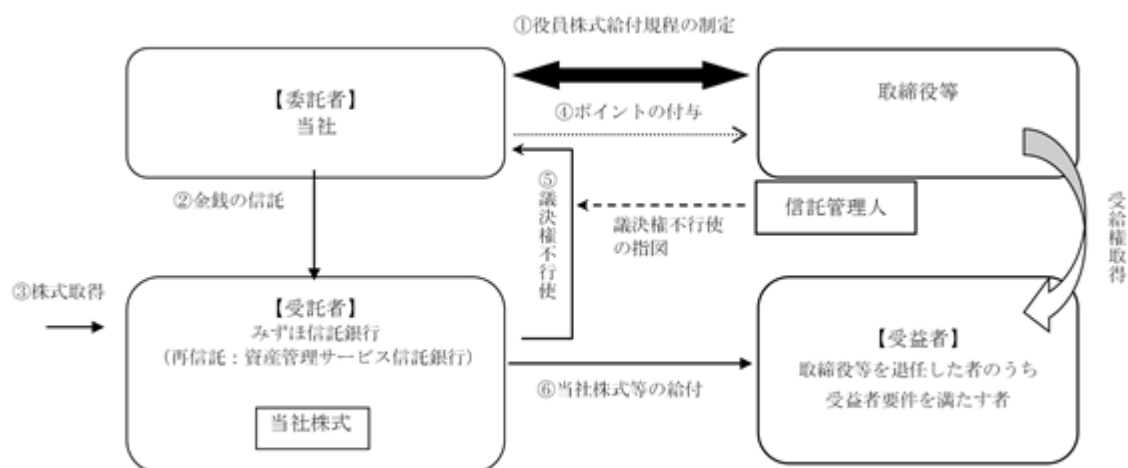 ①役員株式給付規程の制定
【委託者】
当社
取締役等
④ポイントの付与
②金銭の信託
⑤議決権不行使
議決権不行使
の指図
信託管理人
受給権取得
③株式取得
【受託者】
みずほ信託銀行
（再信託：資産管理サービス信託銀行）
当社株式
⑥当社株式等の給付
【受益者】
取締役等を退任した者のうち
受益者要件を満たす者